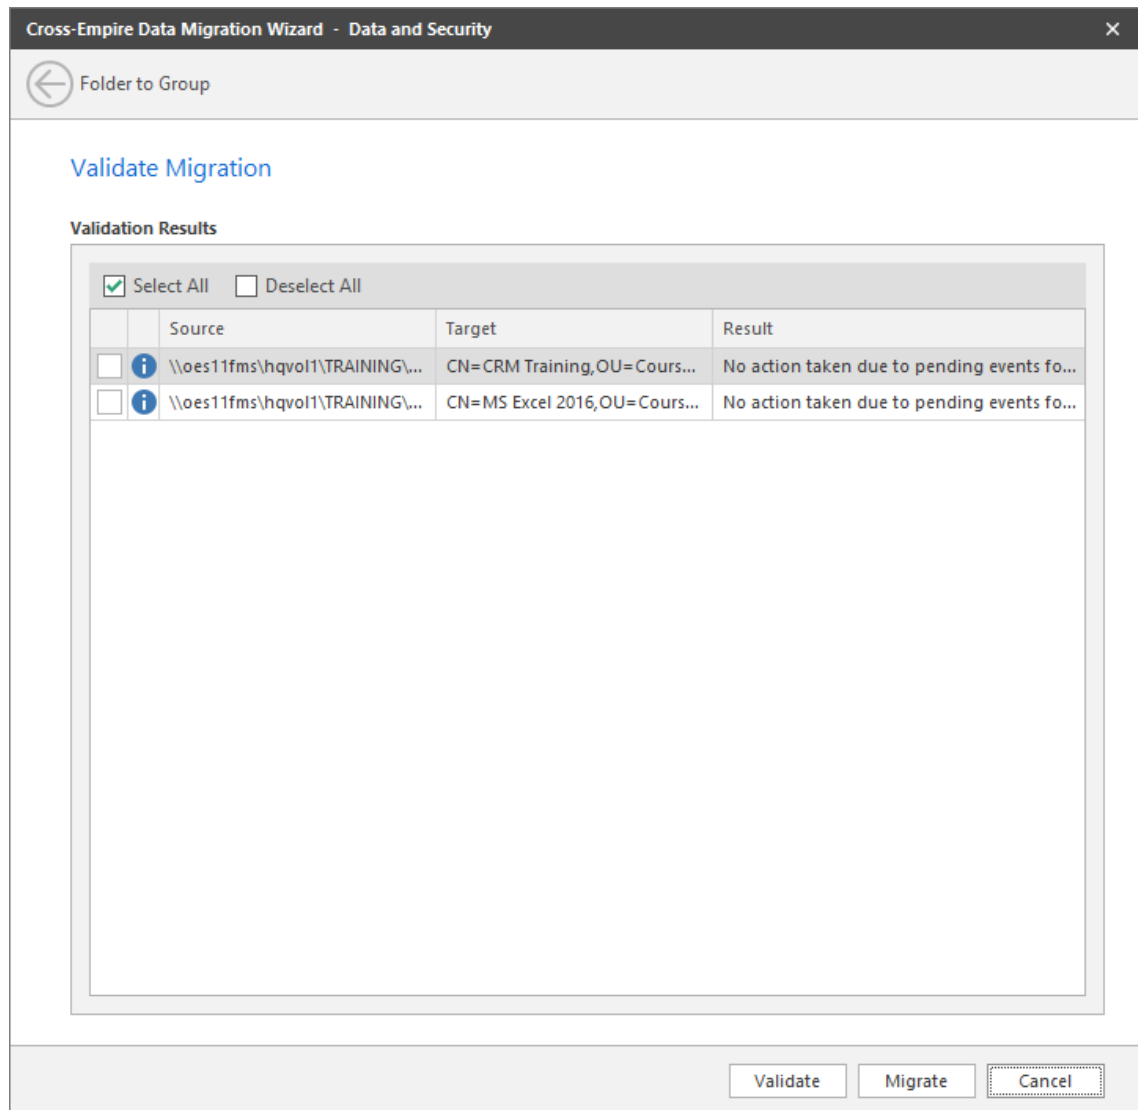 Cross-Empire Data Migration Wizard - Data and Security
Folder to Group
Validate Migration
Validation Results
Select All Deselect All
Source Target Result
\\oes11fms\hqvol1\TRAINING\... CN=CRM Training,OU=Cours... No action taken due to pending events fo...
\\oes11fms\hqvol1\TRAINING\... CN=MS Excel 2016,OU=Cours... No action taken due to pending events fo...
Validate Migrate Cancel